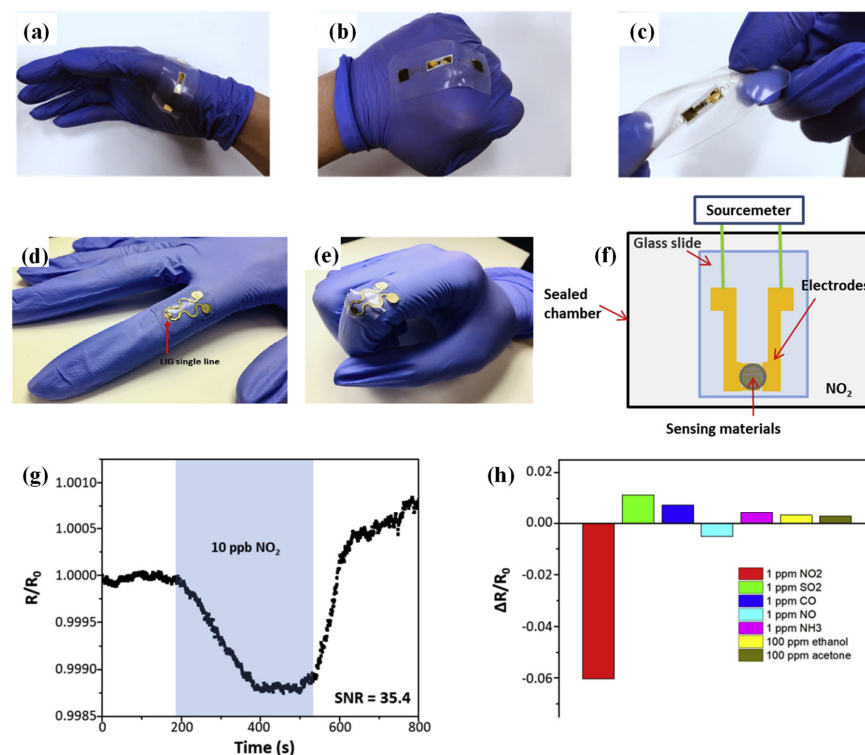 (a)
(b)
(c)
(d)
LIG single line
(e)
Sourcemeter
Glass slide
(f)
Electrodes
Sealed
chamber
NO₂
Sensing materials
(g)
1.0010
1.0005
1.0000
0.9995
0.9990
0.9985
R/R₀
10 ppb NO₂
SNR = 35.4
0
200
400
600
800
Time (s)
(h)
0.02
0.00
-0.02
-0.04
-0.06
ΔR/R₀
1 ppm NO2
1 ppm SO2
1 ppm CO
1 ppm NO
1 ppm NH3
100 ppm ethanol
100 ppm acetone